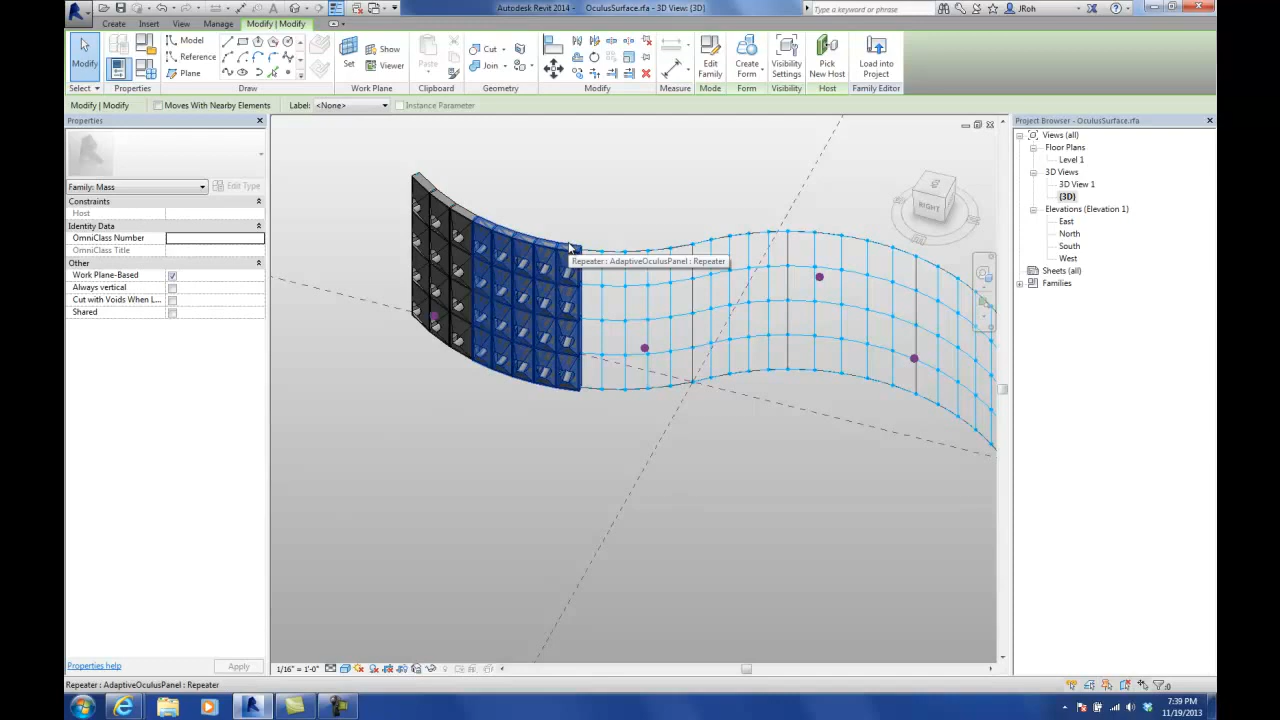 Autodesk Revit 2014 - OculusSurface.rfa - 3D View: {3D}
Type a keyword or phrase
JRoh
Create Insert View Manage Modify | Modify
Modify
Select
Properties
Model
Reference
Plane
Draw
Set
Show
Viewer
Work Plane
Paste
Clipboard
Cut
Join
Geometry
Modify
Measure
Edit
Family
Mode
Create
Form
Form
Visibility
Settings
Visibility
Pick
New Host
Host
Load into
Project
Family Editor
Modify | Modify
Moves With Nearby Elements
Label: <None>
Instance Parameter
Properties
Family: Mass
Edit Type
Constraints
Host
Identity Data
OmniClass Number
OmniClass Title
Other
Work Plane-Based
Always vertical
Cut with Voids When L...
Shared
Properties help
Apply
Repeater : AdaptiveOculusPanel : Repeater
RIGHT
1/16" = 1'-0"
Project Browser - OculusSurface.rfa
Views (all)
Floor Plans
Level 1
3D Views
3D View 1
{3D}
Elevations (Elevation 1)
East
North
South
West
Sheets (all)
Families
Repeater : AdaptiveOculusPanel : Repeater
:0
7:39 PM
11/19/2013